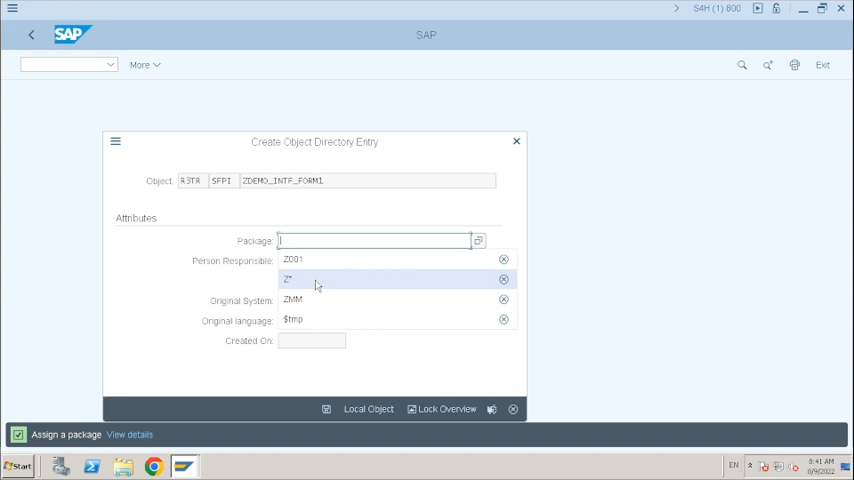 S4H (1) 800
SAP
SAP
More
Exit
Create Object Directory Entry
Object: R3TR SFPI ZDEMO_INTF_FORM1
Attributes
Package:
Z001
Person Responsible:
Z*
Original System:
ZMM
Original language:
$tmp
Created On:
Local Object
Lock Overview
Assign a package View details
Start
EN
8:41 AM
8/9/2022